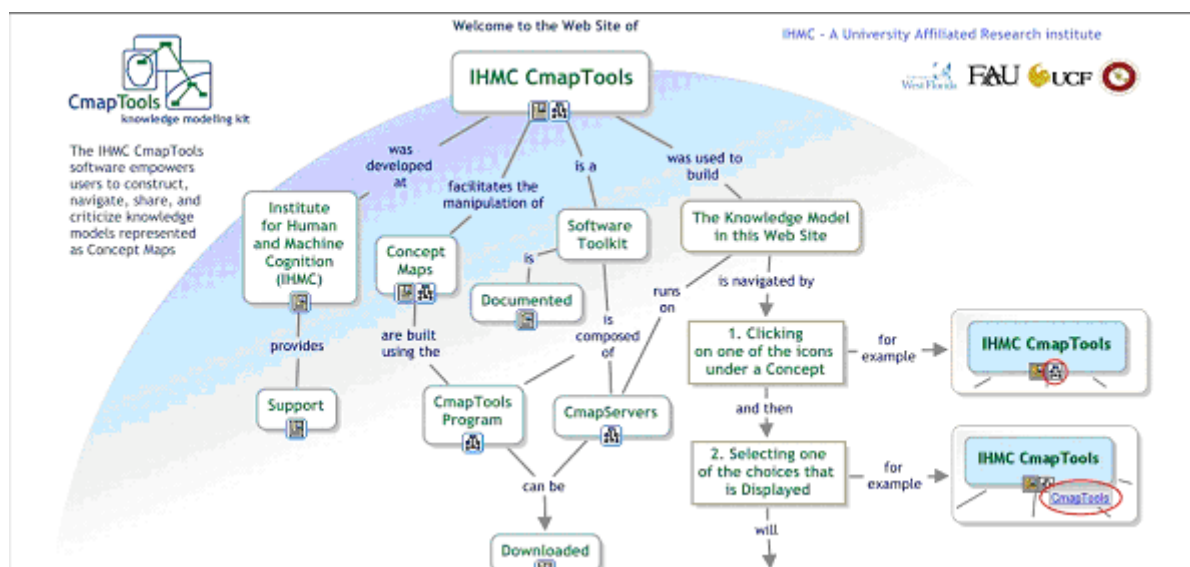 Welcome to the Web Site of
IHMC - A University Affiliated Research institute
IHMC CmapTools
West Florida
FAU
UCF
CmapTools
knowledge modeling kit
The IHMC CmapTools
software empowers
users to construct,
navigate, share, and
criticize knowledge
models represented
as Concept Maps
was
developed
at
facilitates the
manipulation of
is a
was used to
build
Institute
for Human
and Machine
Cognition
(IHMC)
Concept
Maps
Software
Toolkit
The Knowledge Model
in this Web Site
is
Documented
runs
on
is navigated by
provides
are built
using the
is
composed
of
1. Clicking
on one of the icons
under a Concept
for
example
IHMC CmapTools
Support
CmapTools
Program
CmapServers
and then
2. Selecting one
of the choices that
is Displayed
for
example
IHMC CmapTools
CmapTools
can be
will
Downloaded